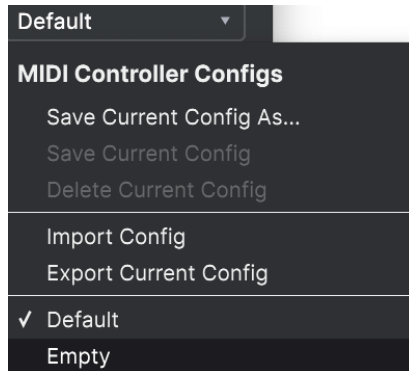 Default
MIDI Controller Configs
Save Current Config As...
Save Current Config
Delete Current Config
Import Config
Export Current Config
Default
Empty